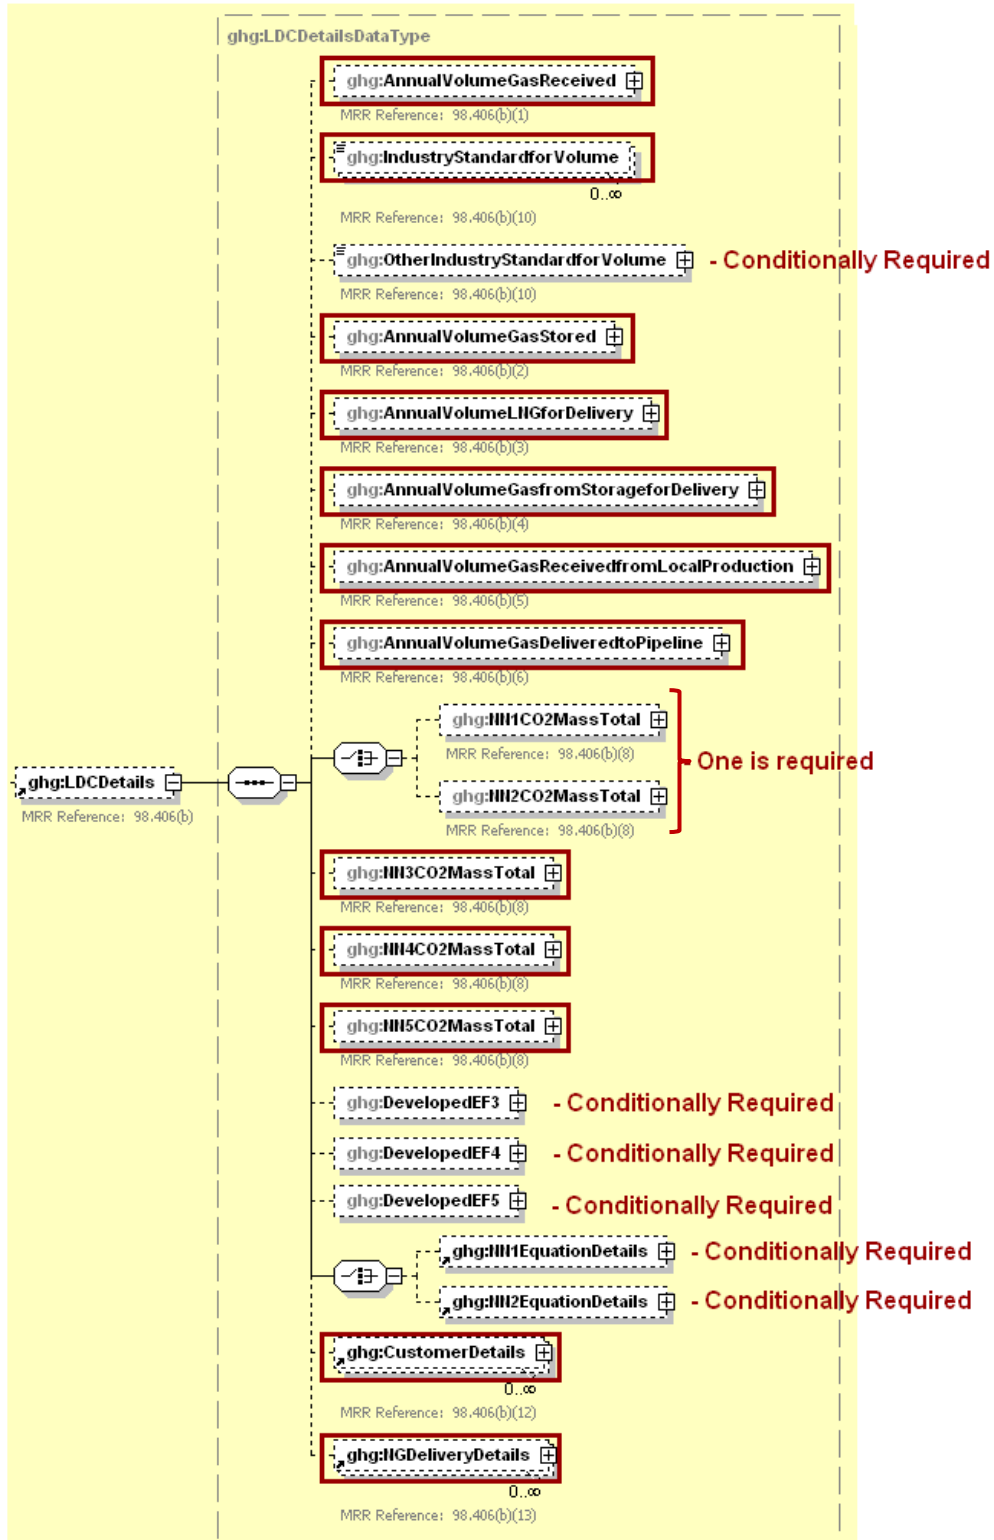 ghg:LDCDetailsDataType
ghg:AnnualVolumeGasReceived
MRR Reference: 98.406(b)(1)
ghg:IndustryStandardforVolume
0..∞
MRR Reference: 98.406(b)(10)
ghg:OtherIndustryStandardforVolume - Conditionally Required
MRR Reference: 98.406(b)(10)
ghg:AnnualVolumeGasStored
MRR Reference: 98.406(b)(2)
ghg:AnnualVolumeLNGforDelivery
MRR Reference: 98.406(b)(3)
ghg:AnnualVolumeGasfromStorageforDelivery
MRR Reference: 98.406(b)(4)
ghg:AnnualVolumeGasReceivedfromLocalProduction
MRR Reference: 98.406(b)(5)
ghg:AnnualVolumeGasDeliveredtoPipeline
MRR Reference: 98.406(b)(6)
ghg:NN1CO2MassTotal
MRR Reference: 98.406(b)(8)
One is required
ghg:LDCDetails
MRR Reference: 98.406(b)
ghg:NN2CO2MassTotal
MRR Reference: 98.406(b)(8)
ghg:NN3CO2MassTotal
MRR Reference: 98.406(b)(8)
ghg:NN4CO2MassTotal
MRR Reference: 98.406(b)(8)
ghg:NN5CO2MassTotal
MRR Reference: 98.406(b)(8)
ghg:DevelopedEF3 - Conditionally Required
ghg:DevelopedEF4 - Conditionally Required
ghg:DevelopedEF5 - Conditionally Required
ghg:NN1EquationDetails - Conditionally Required
ghg:NN2EquationDetails - Conditionally Required
ghg:CustomerDetails
0..∞
MRR Reference: 98.406(b)(12)
ghg:NGDeliveryDetails
0..∞
MRR Reference: 98.406(b)(13)